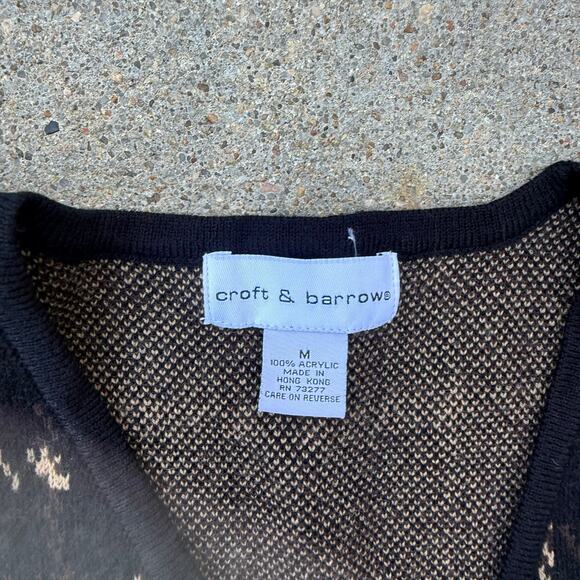 croft & barrow®
M
100% ACRYLIC
MADE IN
HONG KONG
RN 73277
CARE ON REVERSE